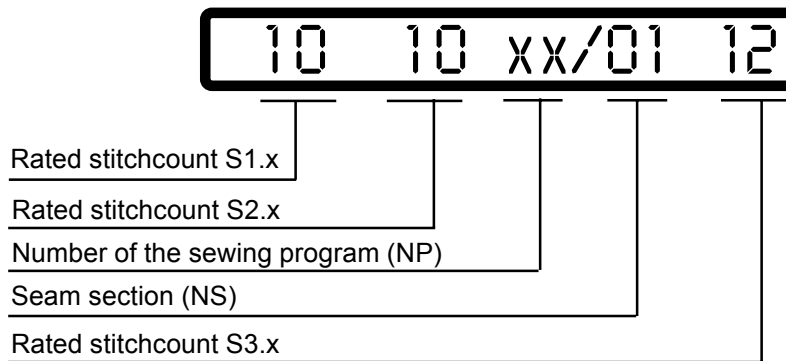 10 10 xx/01 12
Rated stitchcount S1.x
Rated stitchcount S2.x
Number of the sewing program (NP)
Seam section (NS)
Rated stitchcount S3.x